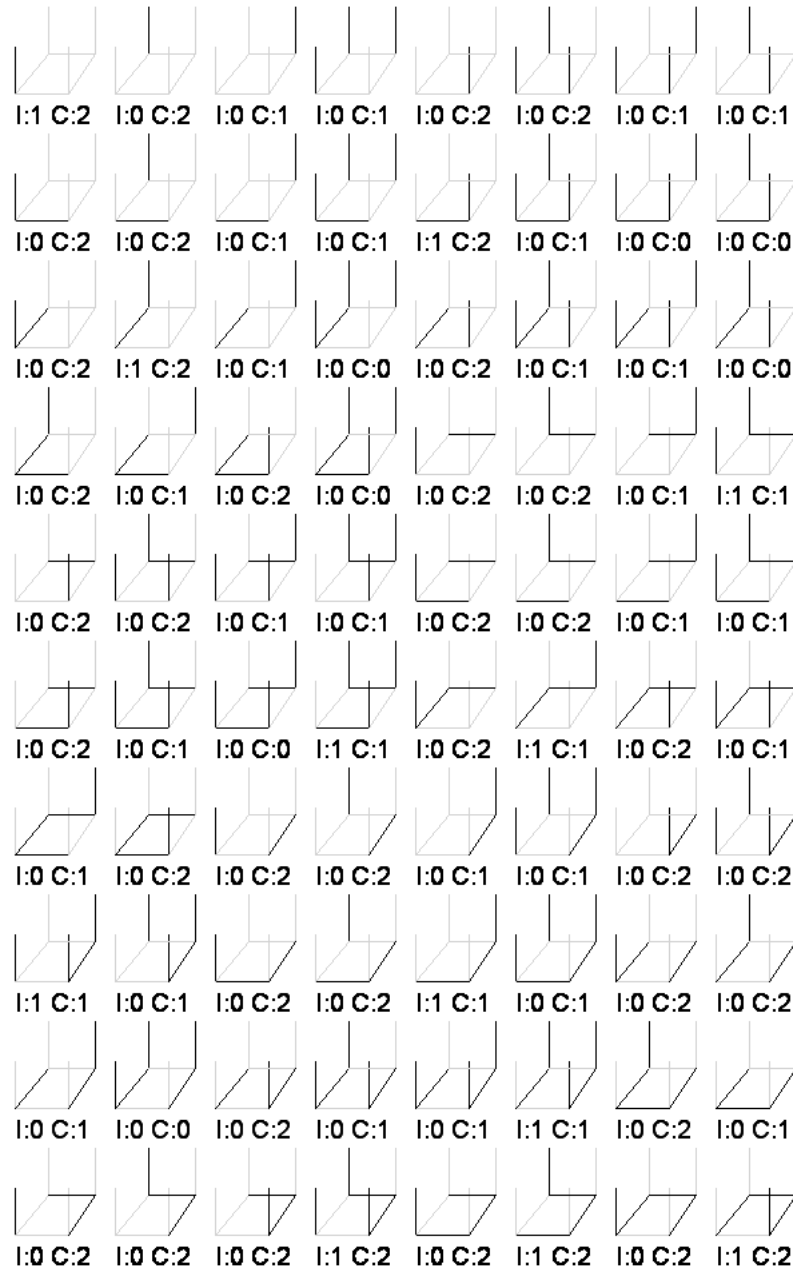 I:1 C:2 I:0 C:2 I:0 C:1 I:0 C:1 I:0 C:2 I:0 C:2 I:0 C:1 I:0 C:1
I:0 C:2 I:0 C:2 I:0 C:1 I:0 C:1 I:1 C:2 I:0 C:1 I:0 C:0 I:0 C:0
I:0 C:2 I:1 C:2 I:0 C:1 I:0 C:0 I:0 C:2 I:0 C:1 I:0 C:1 I:0 C:0
I:0 C:2 I:0 C:1 I:0 C:2 I:0 C:0 I:0 C:2 I:0 C:2 I:0 C:1 I:1 C:1
I:0 C:2 I:0 C:2 I:0 C:1 I:0 C:1 I:0 C:2 I:0 C:2 I:0 C:1 I:0 C:1
I:0 C:2 I:0 C:1 I:0 C:0 I:1 C:1 I:0 C:2 I:1 C:1 I:0 C:2 I:0 C:1
I:0 C:1 I:0 C:2 I:0 C:2 I:0 C:2 I:0 C:1 I:0 C:1 I:0 C:2 I:0 C:2
I:1 C:1 I:0 C:1 I:0 C:2 I:0 C:2 I:1 C:1 I:0 C:1 I:0 C:2 I:0 C:2
I:0 C:1 I:0 C:0 I:0 C:2 I:0 C:1 I:0 C:1 I:1 C:1 I:0 C:2 I:0 C:1
I:0 C:2 I:0 C:2 I:0 C:2 I:1 C:2 I:0 C:2 I:1 C:2 I:0 C:2 I:1 C:2